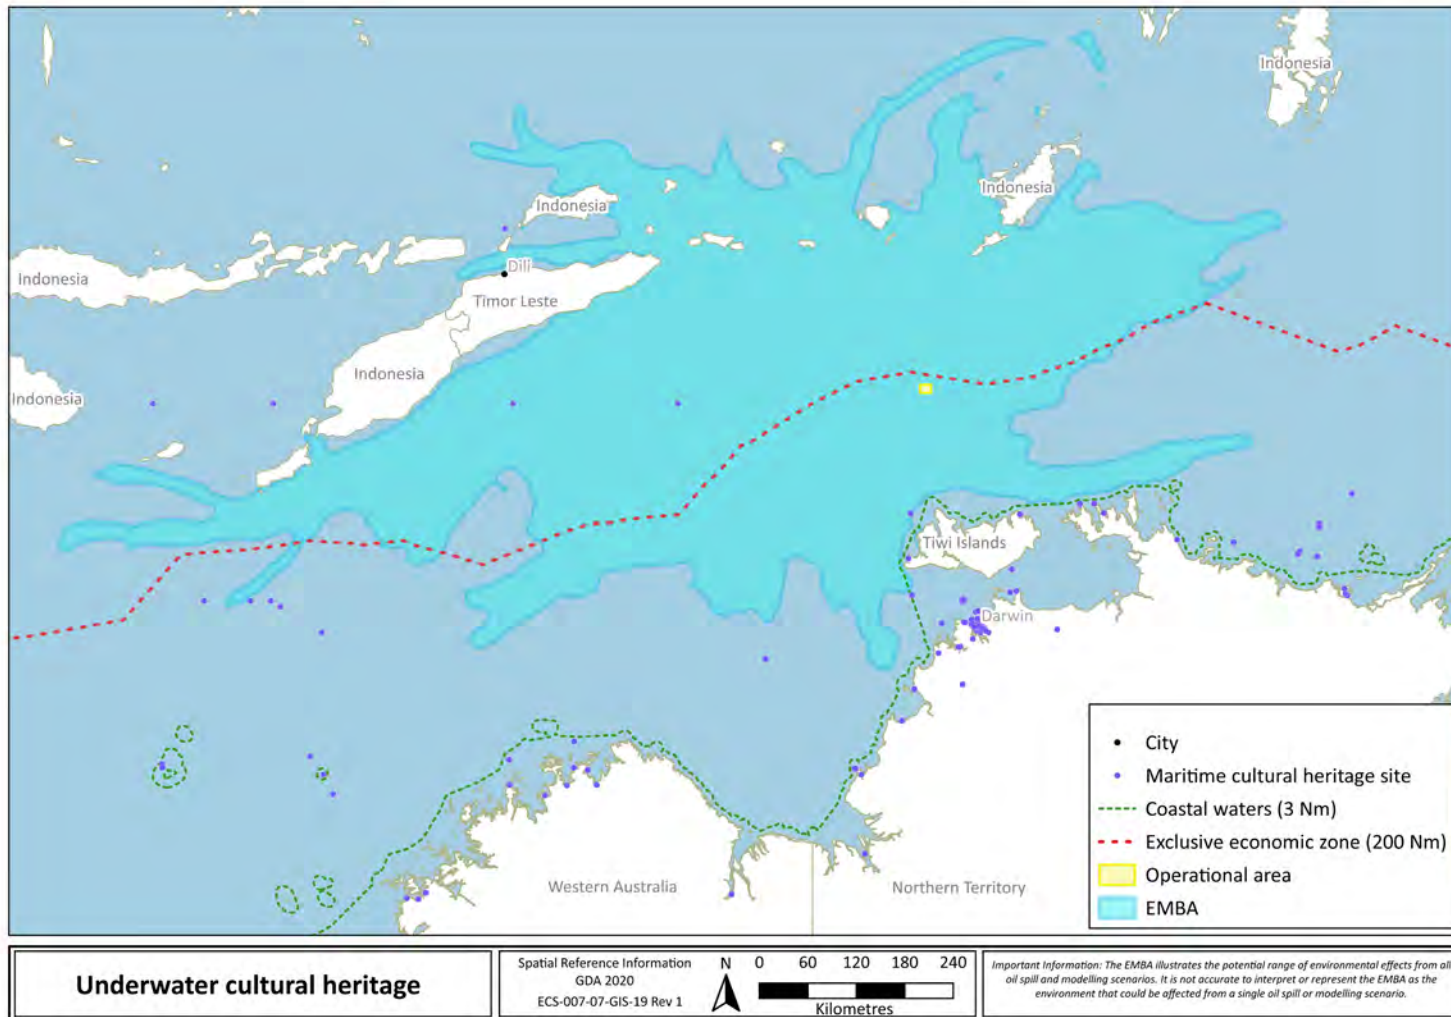 Indonesia
Indonesia
Indonesia
Dili
Indonesia
Timor Leste
Indonesia
Indonesia
Tiwi Islands
Darwin
Western Australia
Northern Territory
City
Maritime cultural heritage site
Coastal waters (3 Nm)
Exclusive economic zone (200 Nm)
Operational area
EMBA
Underwater cultural heritage
Spatial Reference Information
GDA 2020
ECS-007-07-GIS-19 Rev 1
N
0 60 120 180 240
Kilometres
Important Information: The EMBA illustrates the potential range of environmental effects from all
oil spill and modelling scenarios. It is not accurate to interpret or represent the EMBA as the
environment that could be affected from a single oil spill or modelling scenario.